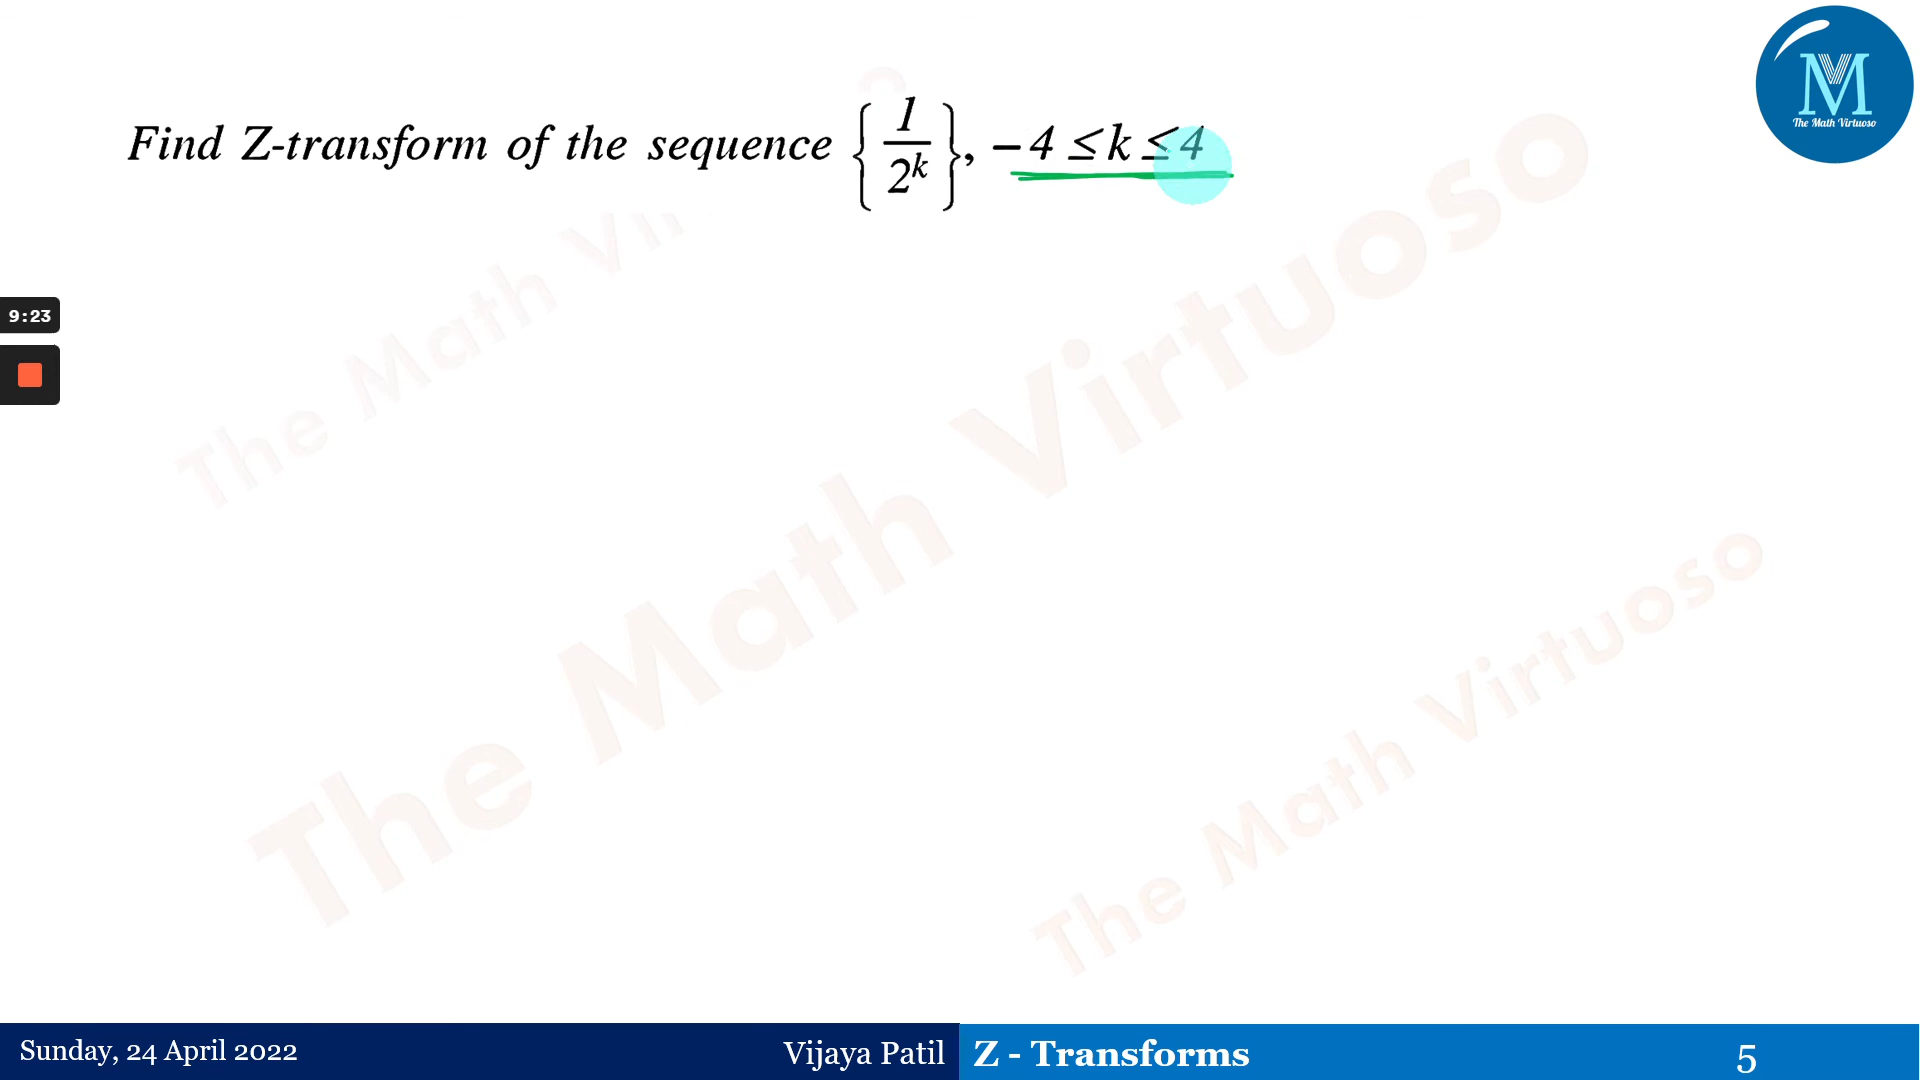 M
The Math Virtuoso
Find Z-transform of the sequence {1/2^k}, −4 ≤ k ≤ 4
The Math Virtuoso
9:23
The Math Virtuoso
The Math Virtuoso
Sunday, 24 April 2022
Vijaya Patil
Z - Transforms
5